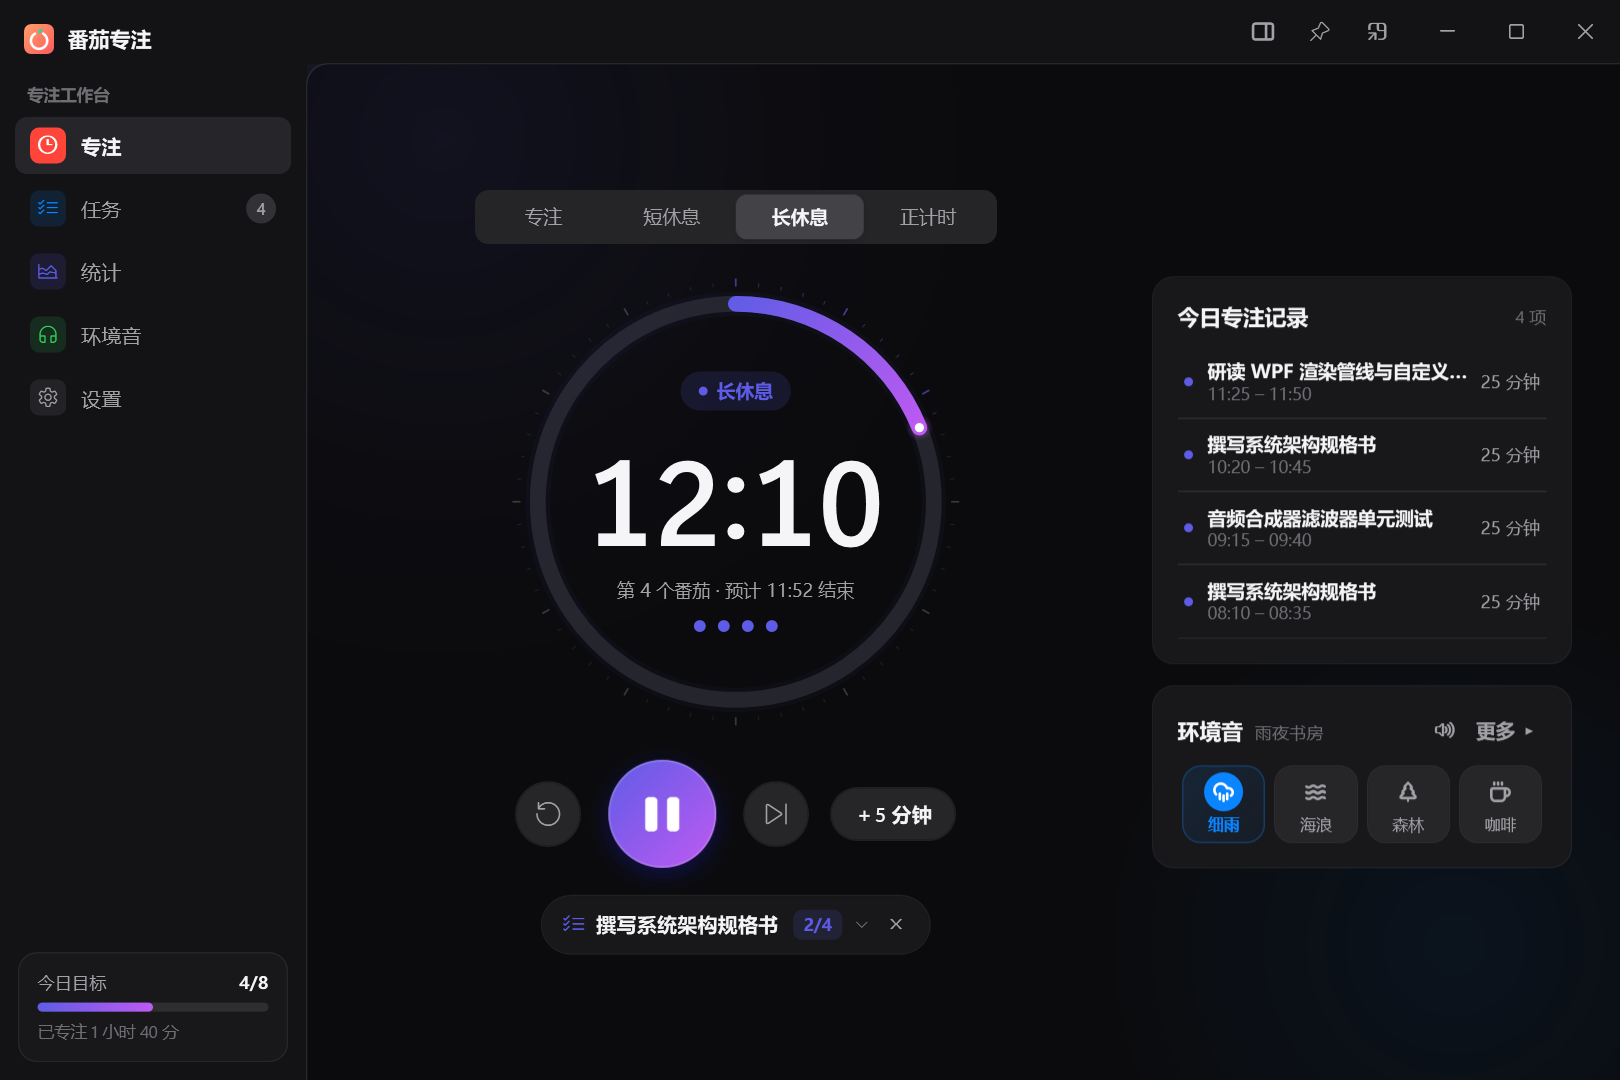 番茄专注
专注工作台
专注
任务
4
统计
环境音
设置
今日目标
4/8
已专注 1 小时 40 分
专注
短休息
长休息
正计时
长休息
12:10
第 4 个番茄 · 预计 11:52 结束
+ 5 分钟
撰写系统架构规格书
2/4
今日专注记录
4 项
研读 WPF 渲染管线与自定义...
11:25 – 11:50
25 分钟
撰写系统架构规格书
10:20 – 10:45
25 分钟
音频合成器滤波器单元测试
09:15 – 09:40
25 分钟
撰写系统架构规格书
08:10 – 08:35
25 分钟
环境音
雨夜书房
更多
细雨
海浪
森林
咖啡